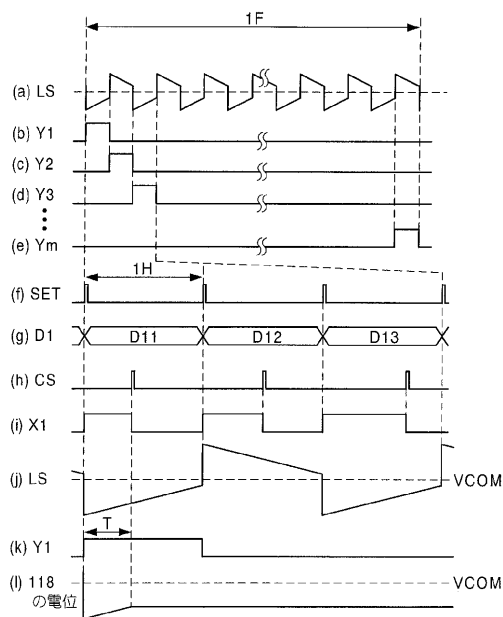 1F
(a) LS
(b) Y1
(c) Y2
(d) Y3
(e) Ym
1H
(f) SET
(g) D1 D11 D12 D13
(h) CS
(i) X1
(j) LS VCOM
T
(k) Y1
(l) 118 VCOM
の電位